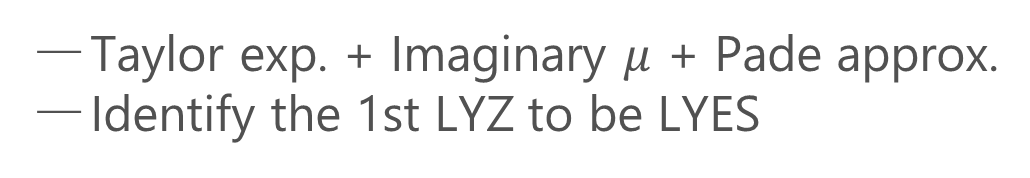 — Taylor exp. + Imaginary μ + Pade approx.
— Identify the 1st LYZ to be LYES